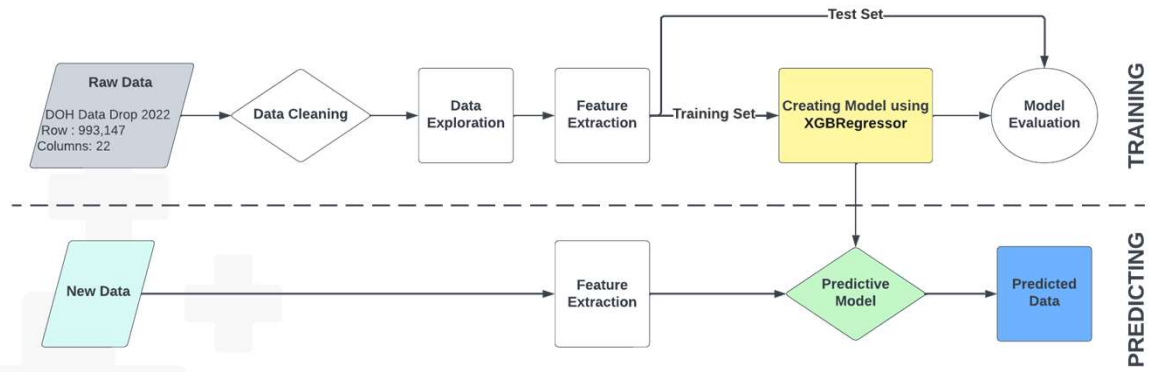 Test Set
Raw Data
DOH Data Drop 2022
Row : 993,147
Columns: 22
Data Cleaning
Data
Exploration
Feature
Extraction
Training Set
Creating Model using
XGBRegressor
Model
Evaluation
TRAINING
New Data
Feature
Extraction
Predictive
Model
Predicted
Data
PREDICTING